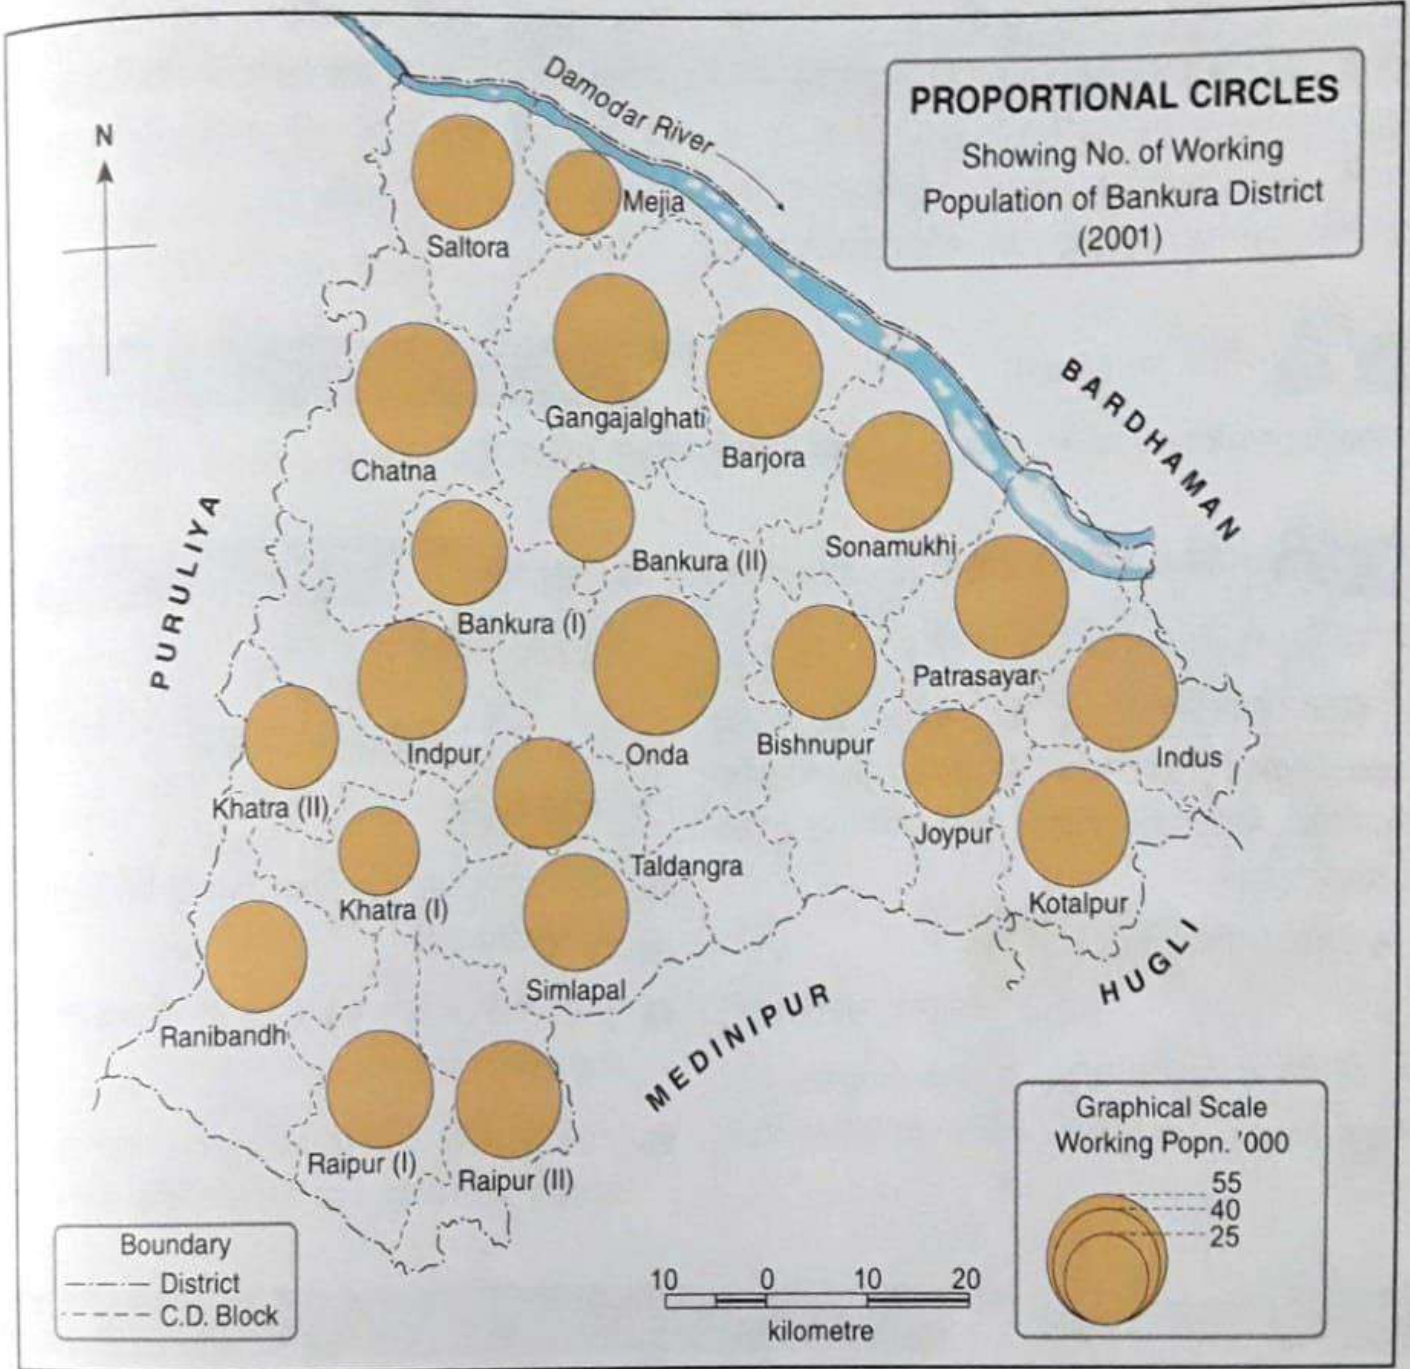 PROPORTIONAL CIRCLES
Showing No. of Working
Population of Bankura District
(2001)
N
Damodar River
Saltora
Mejia
Gangajalghati
Barjora
Chatna
Sonamukhi
Bankura (II)
Bankura (I)
BARDHAMAN
PURULIYA
Patrasayar
Indpur
Onda
Bishnupur
Indus
Khatra (II)
Joypur
Taldangra
Khatra (I)
Kotalpur
Simlapal
Ranibandh
HUGLI
MEDINIPUR
Raipur (I)
Raipur (II)
Graphical Scale
Working Popn. '000
55
40
25
Boundary
District
C.D. Block
10 0 10 20
kilometre